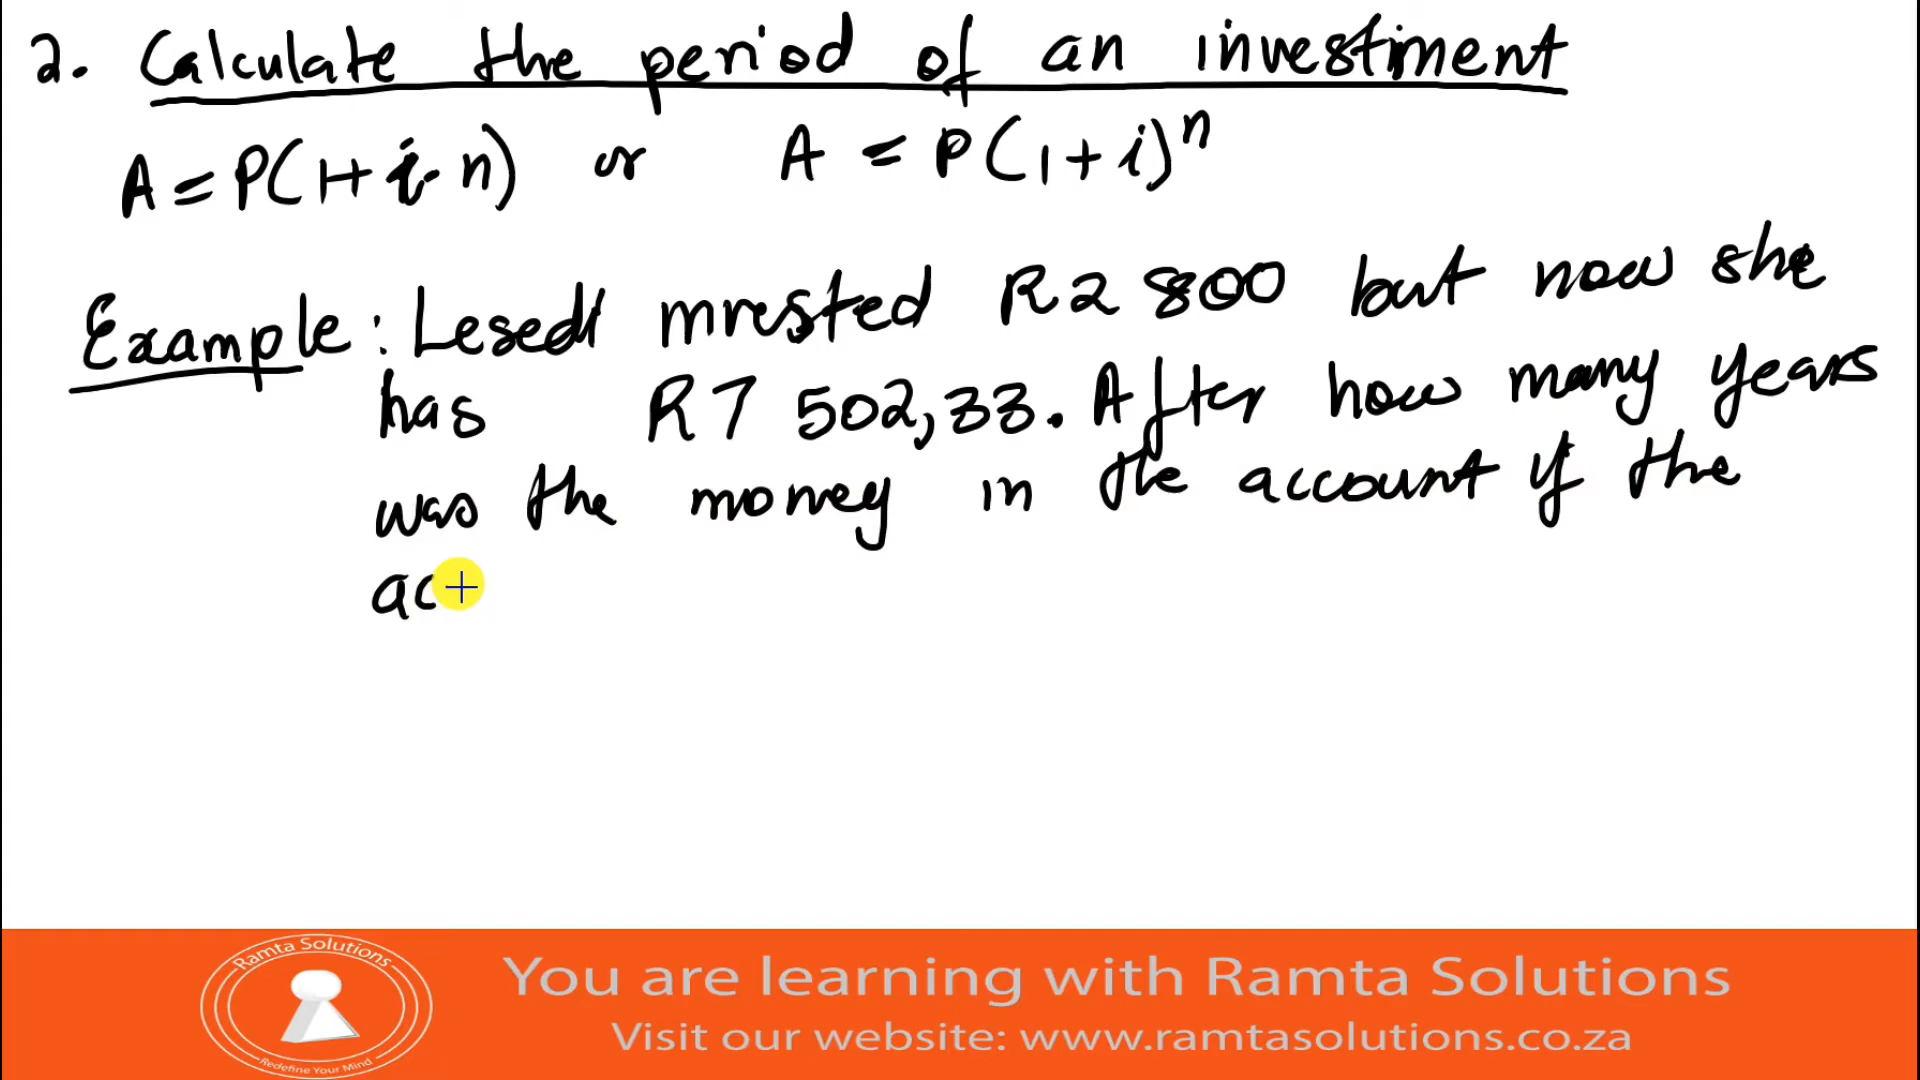 2. Calculate the period of an investment
A = P(1 + i · n) or A = P(1 + i)^n
Example: Lesedi invested R2 800 but now she
has R7 502,33. After how many years
was the money in the account if the
ac
Ramta Solutions
Redefine Your Mind
You are learning with Ramta Solutions
Visit our website: www.ramtasolutions.co.za